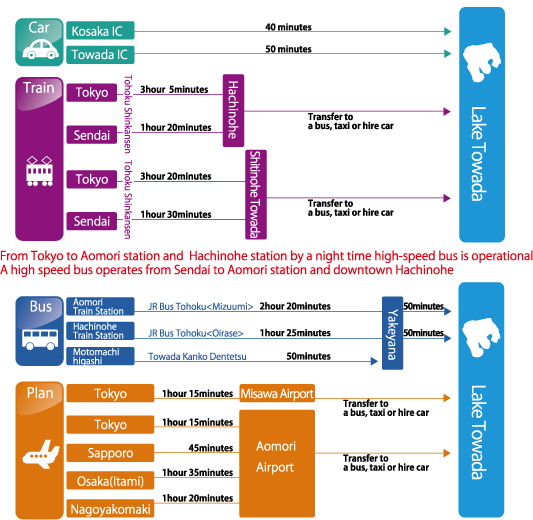 Car
Kosaka IC
40 minutes
Towada IC
50 minutes
Lake Towada
Train
Tokyo
Tohoku Shinkansen
3hour 5minutes
Hachinohe
Sendai
1hour 20minutes
Transfer to
a bus, taxi or hire car
Tokyo
Tohoku Shinkansen
3hour 20minutes
Shitinohe Towada
Sendai
1hour 30minutes
Transfer to
a bus, taxi or hire car
From Tokyo to Aomori station and Hachinohe station by a night time high-speed bus is operational
A high speed bus operates from Sendai to Aomori station and downtown Hachinohe
Bus
Aomori
Train Station
JR Bus Tohoku<Mizuumi>
2hour 20minutes
50minutes
Hachinohe
Train Station
JR Bus Tohoku<Oirase>
1hour 25minutes
50minutes
Yakeyana
Motomachi
higashi
Towada Kanko Dentetsu
50minutes
Lake Towada
Plan
Tokyo
1hour 15minutes
Misawa Airport
Transfer to
a bus, taxi or hire car
Tokyo
1hour 15minutes
Sapporo
45minutes
Aomori
Airport
Transfer to
a bus, taxi or hire car
Osaka(Itami)
1hour 35minutes
Nagoyakomaki
1hour 20minutes